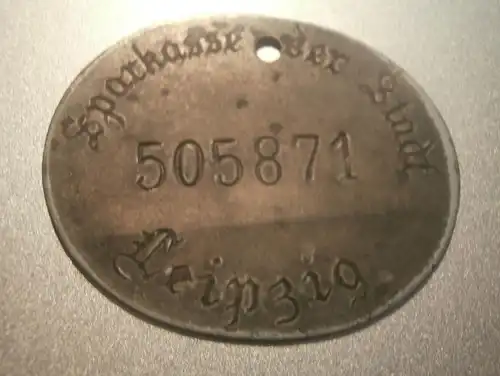 Sparkasse der Stadt
505871
Leipzig